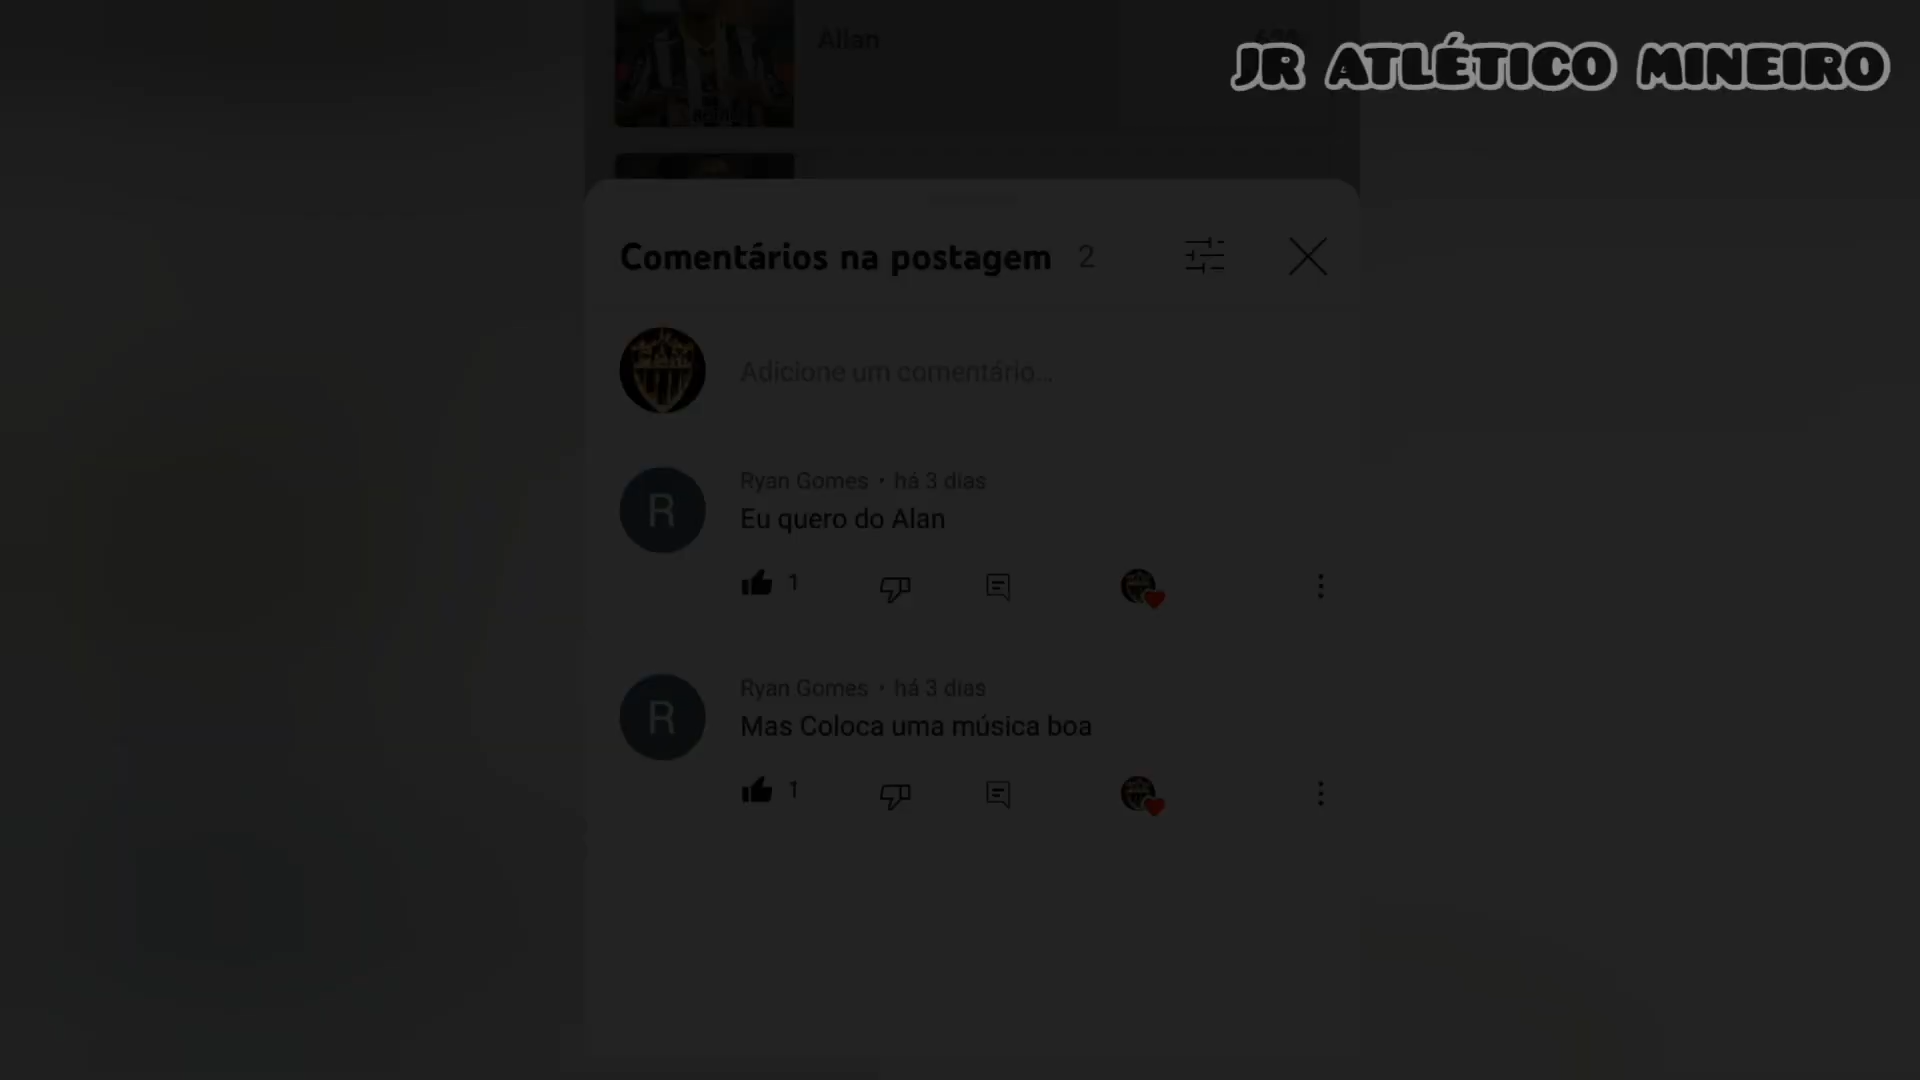 Allan
JR ATLÉTICO MINEIRO
Comentários na postagem 2
Adicione um comentário...
R
Ryan Gomes • há 3 dias
Eu quero do Alan
1
R
Ryan Gomes • há 3 dias
Mas Coloca uma música boa
1